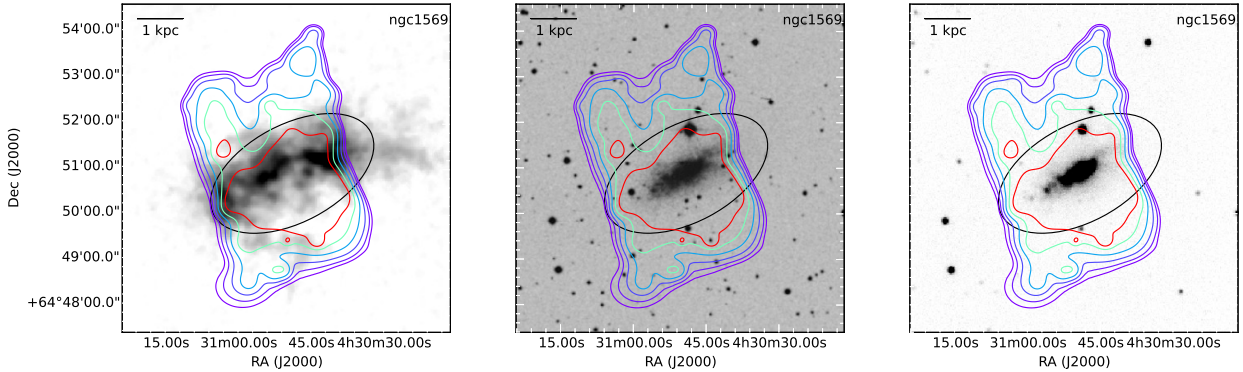 ngc1569
1 kpc
54'00.0"
53'00.0"
52'00.0"
51'00.0"
50'00.0"
49'00.0"
+64°48'00.0"
Dec (J2000)
15.00s 31m00.00s 45.00s 4h30m30.00s
RA (J2000)
ngc1569
1 kpc
15.00s 31m00.00s 45.00s 4h30m30.00s
RA (J2000)
ngc1569
1 kpc
15.00s 31m00.00s 45.00s 4h30m30.00s
RA (J2000)